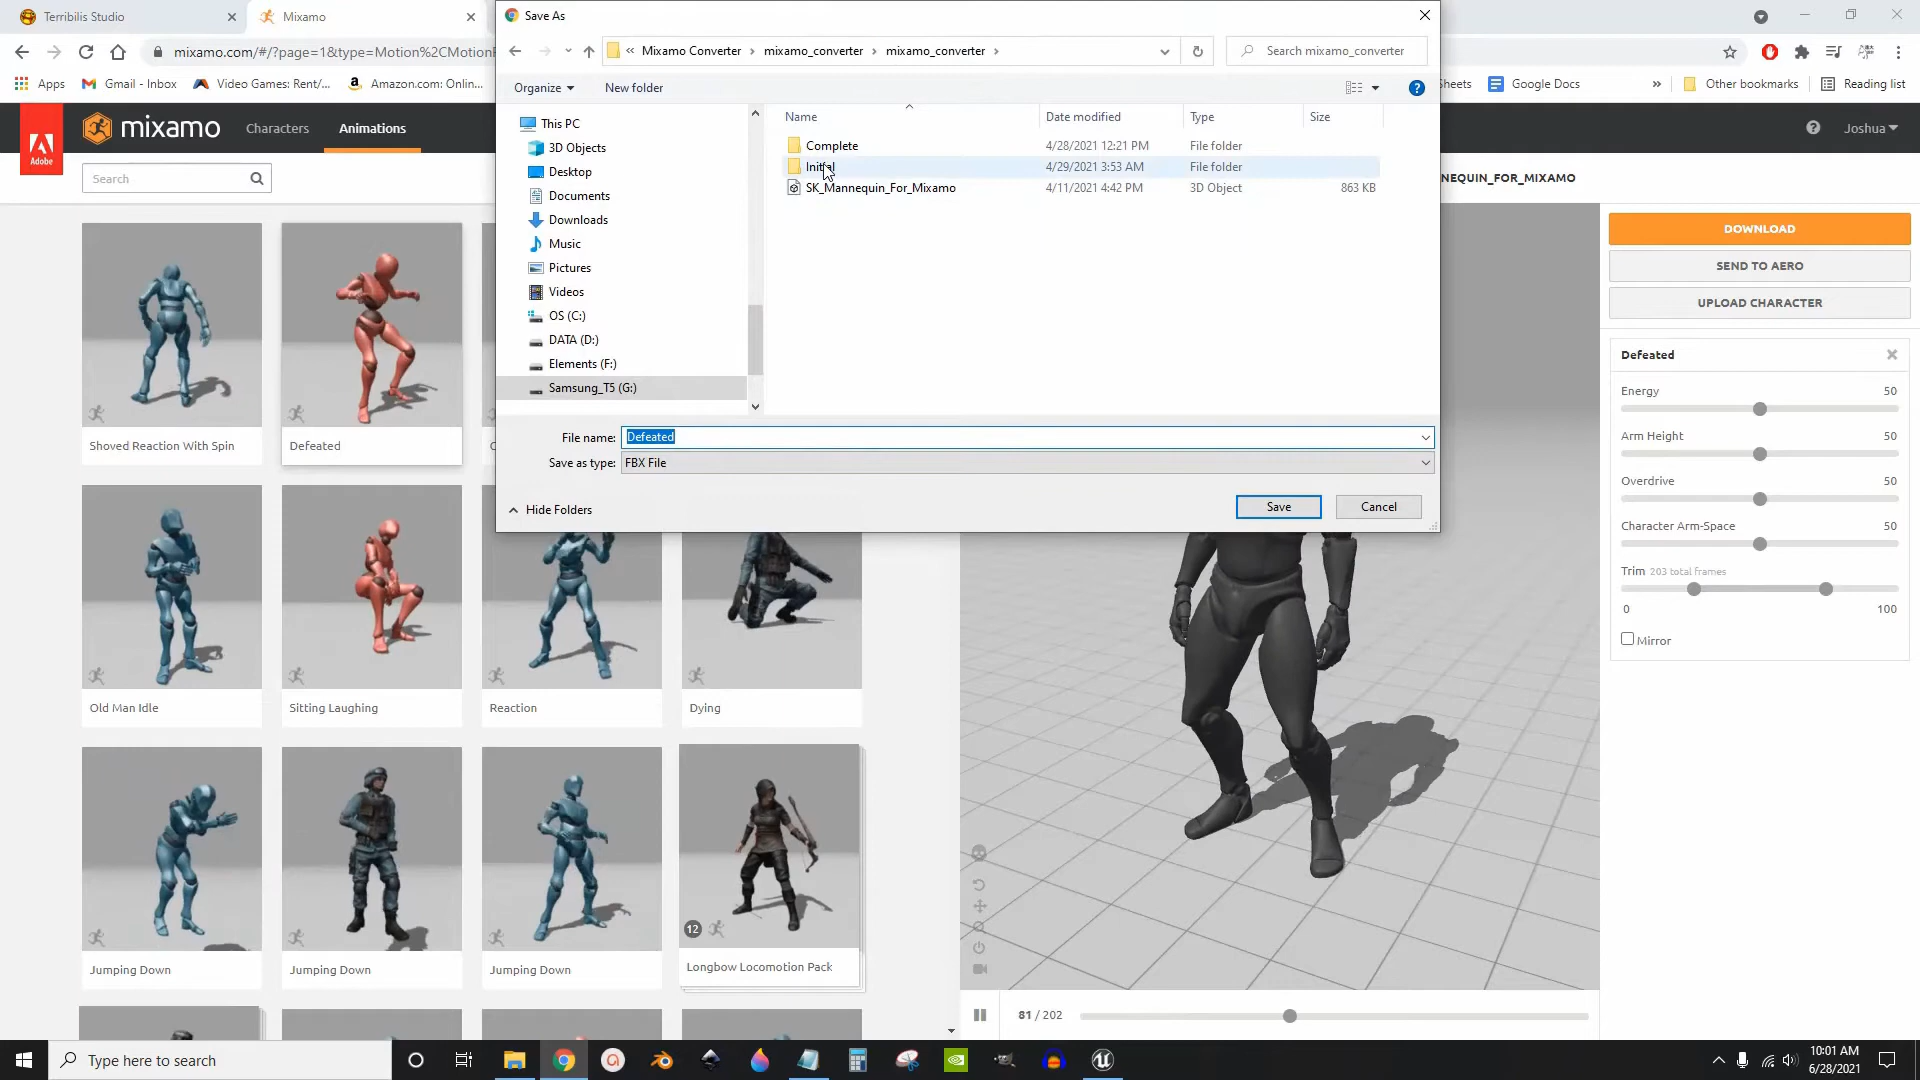 Terribilis Studio
Mixamo
Save As
mixamo.com/#/?page=1&type=Motion%2CMotionP
« Mixamo Converter › mixamo_converter › mixamo_converter ›
Search mixamo_converter
Apps
Gmail - Inbox
Video Games: Rent/...
Amazon.com: Onlin...
Sheets
Google Docs
»
Other bookmarks
Reading list
Organize
New folder
Adobe
mixamo
Characters
Animations
Joshua
Search
NEQUIN_FOR_MIXAMO
This PC
3D Objects
Desktop
Documents
Downloads
Music
Pictures
Videos
OS (C:)
DATA (D:)
Elements (F:)
Samsung_T5 (G:)
Name
Date modified
Type
Size
Complete
4/28/2021 12:21 PM
File folder
Initial
4/29/2021 3:53 AM
File folder
SK_Mannequin_For_Mixamo
4/11/2021 4:42 PM
3D Object
863 KB
File name: Defeated
Save as type: FBX File
Hide Folders
Save
Cancel
DOWNLOAD
SEND TO AERO
UPLOAD CHARACTER
Defeated
Energy 50
Arm Height 50
Overdrive 50
Character Arm-Space 50
Trim 203 total frames
0 100
Mirror
Shoved Reaction With Spin
Defeated
Old Man Idle
Sitting Laughing
Reaction
Dying
12
Jumping Down
Jumping Down
Jumping Down
Longbow Locomotion Pack
81 / 202
Type here to search
10:01 AM
6/28/2021